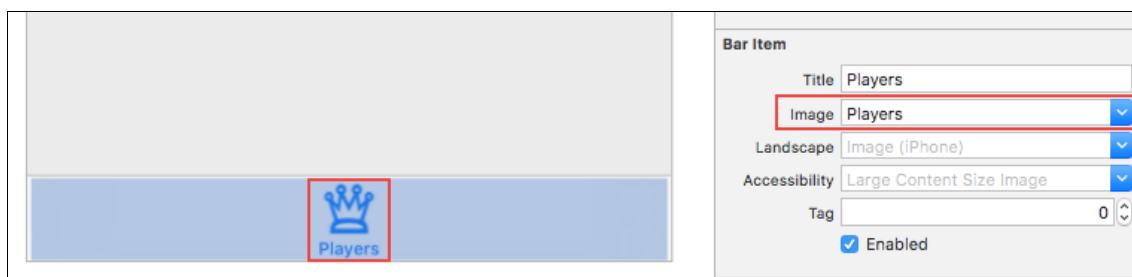 Players
Bar Item
Title Players
Image Players
Landscape Image (iPhone)
Accessibility Large Content Size Image
Tag 0
Enabled